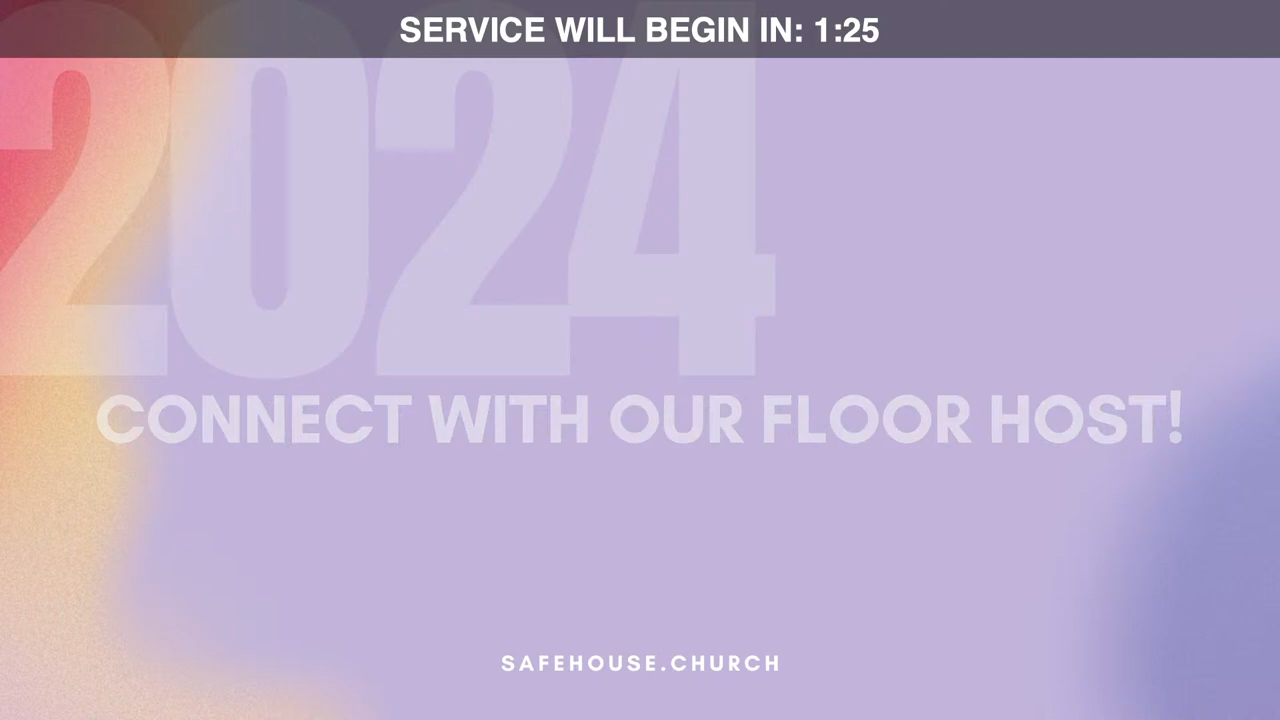 SERVICE WILL BEGIN IN: 1:25
2024
CONNECT WITH OUR FLOOR HOST!
SAFEHOUSE.CHURCH